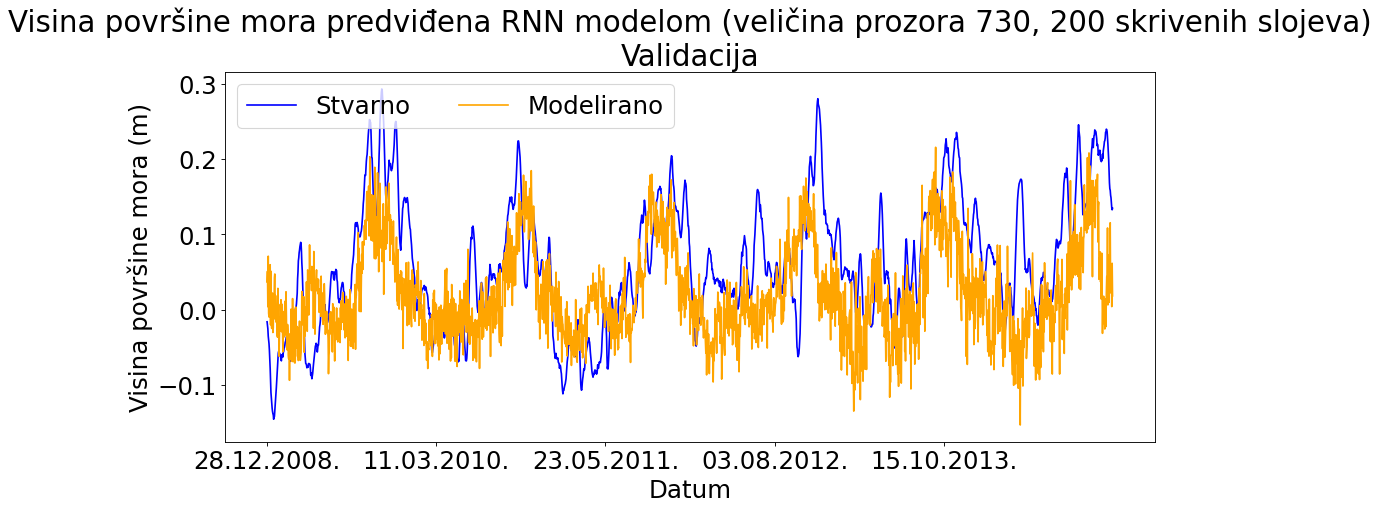 Visina površine mora predviđena RNN modelom (veličina prozora 730, 200 skrivenih slojeva)
Validacija
Stvarno Modelirano
Visina površine mora (m)
0.3
0.2
0.1
0.0
−0.1
28.12.2008. 11.03.2010. 23.05.2011. 03.08.2012. 15.10.2013.
Datum